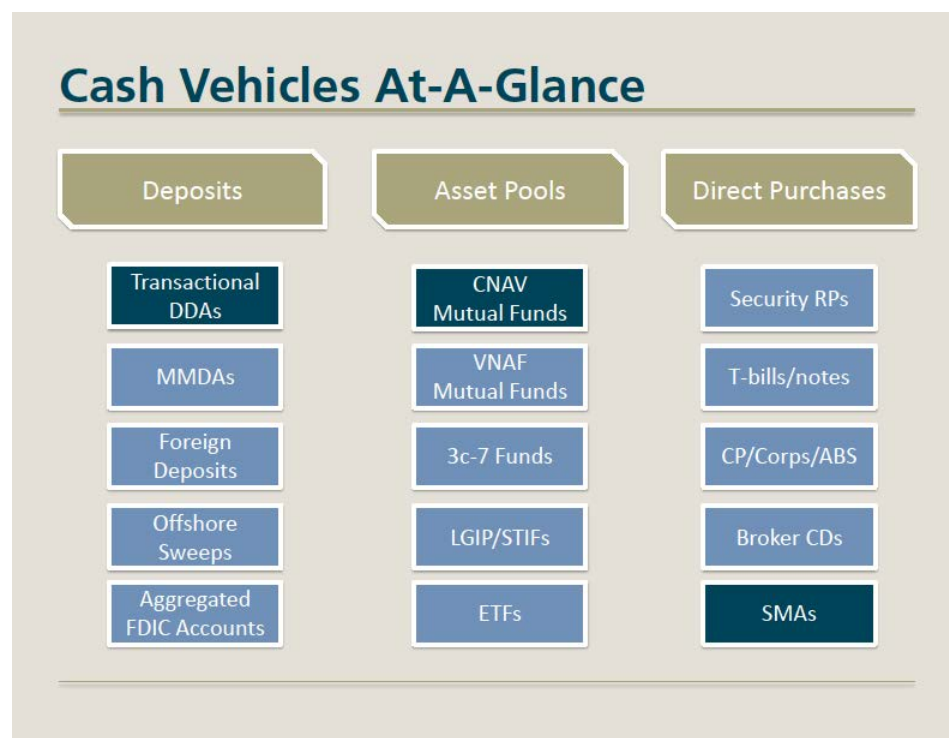 Cash Vehicles At-A-Glance
Deposits
Asset Pools
Direct Purchases
Transactional
DDAs
MMDAs
Foreign
Deposits
Offshore
Sweeps
Aggregated
FDIC Accounts
CNAV
Mutual Funds
VNAF
Mutual Funds
3c-7 Funds
LGIP/STIFs
ETFs
Security RPs
T-bills/notes
CP/Corps/ABS
Broker CDs
SMAs